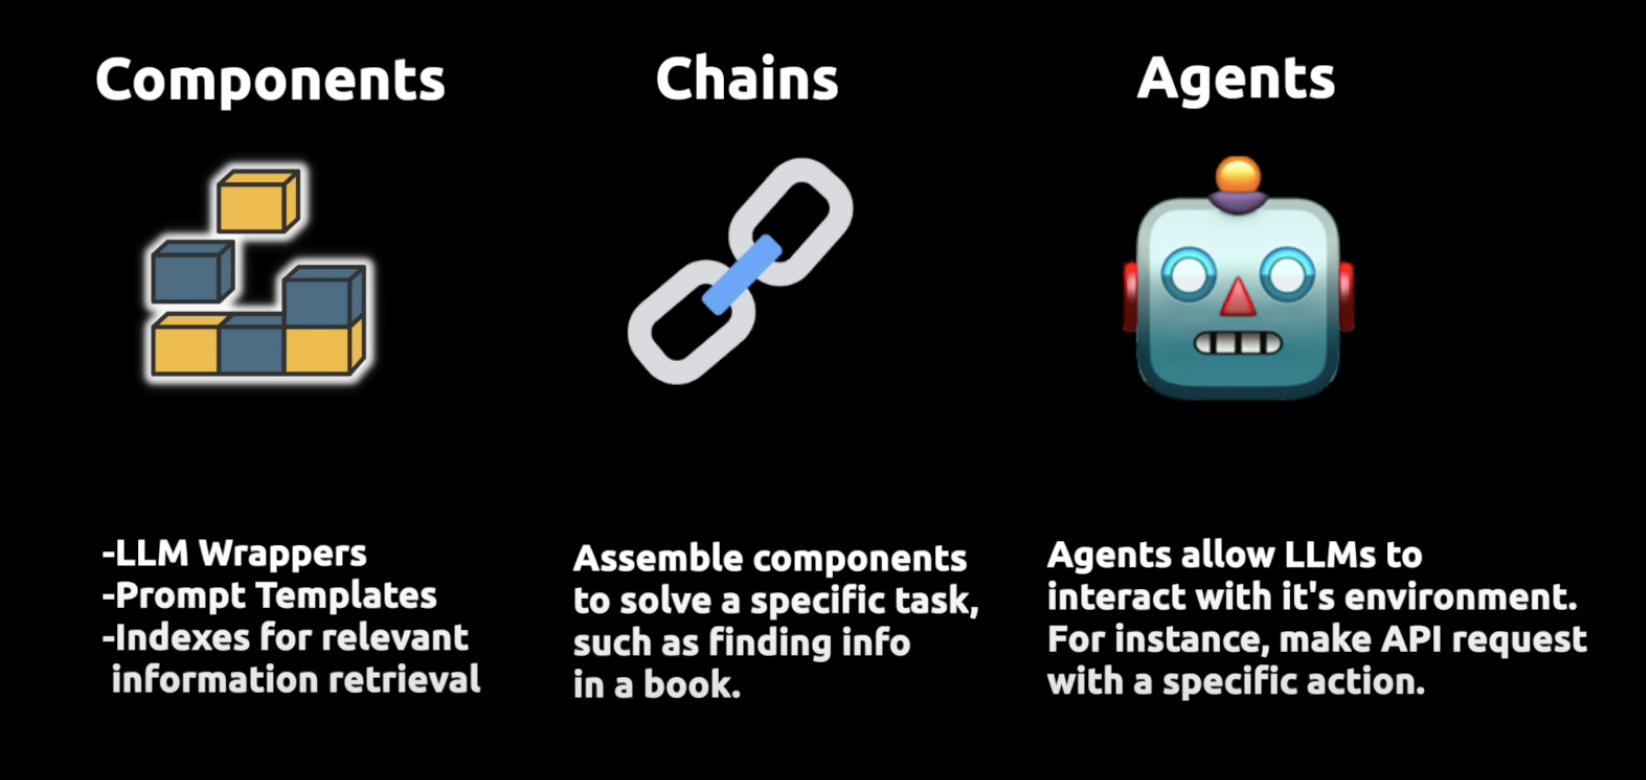 Components
-LLM Wrappers
-Prompt Templates
-Indexes for relevant
information retrieval
Chains
Assemble components
to solve a specific task,
such as finding info
in a book.
Agents
Agents allow LLMs to
interact with it's environment.
For instance, make API request
with a specific action.